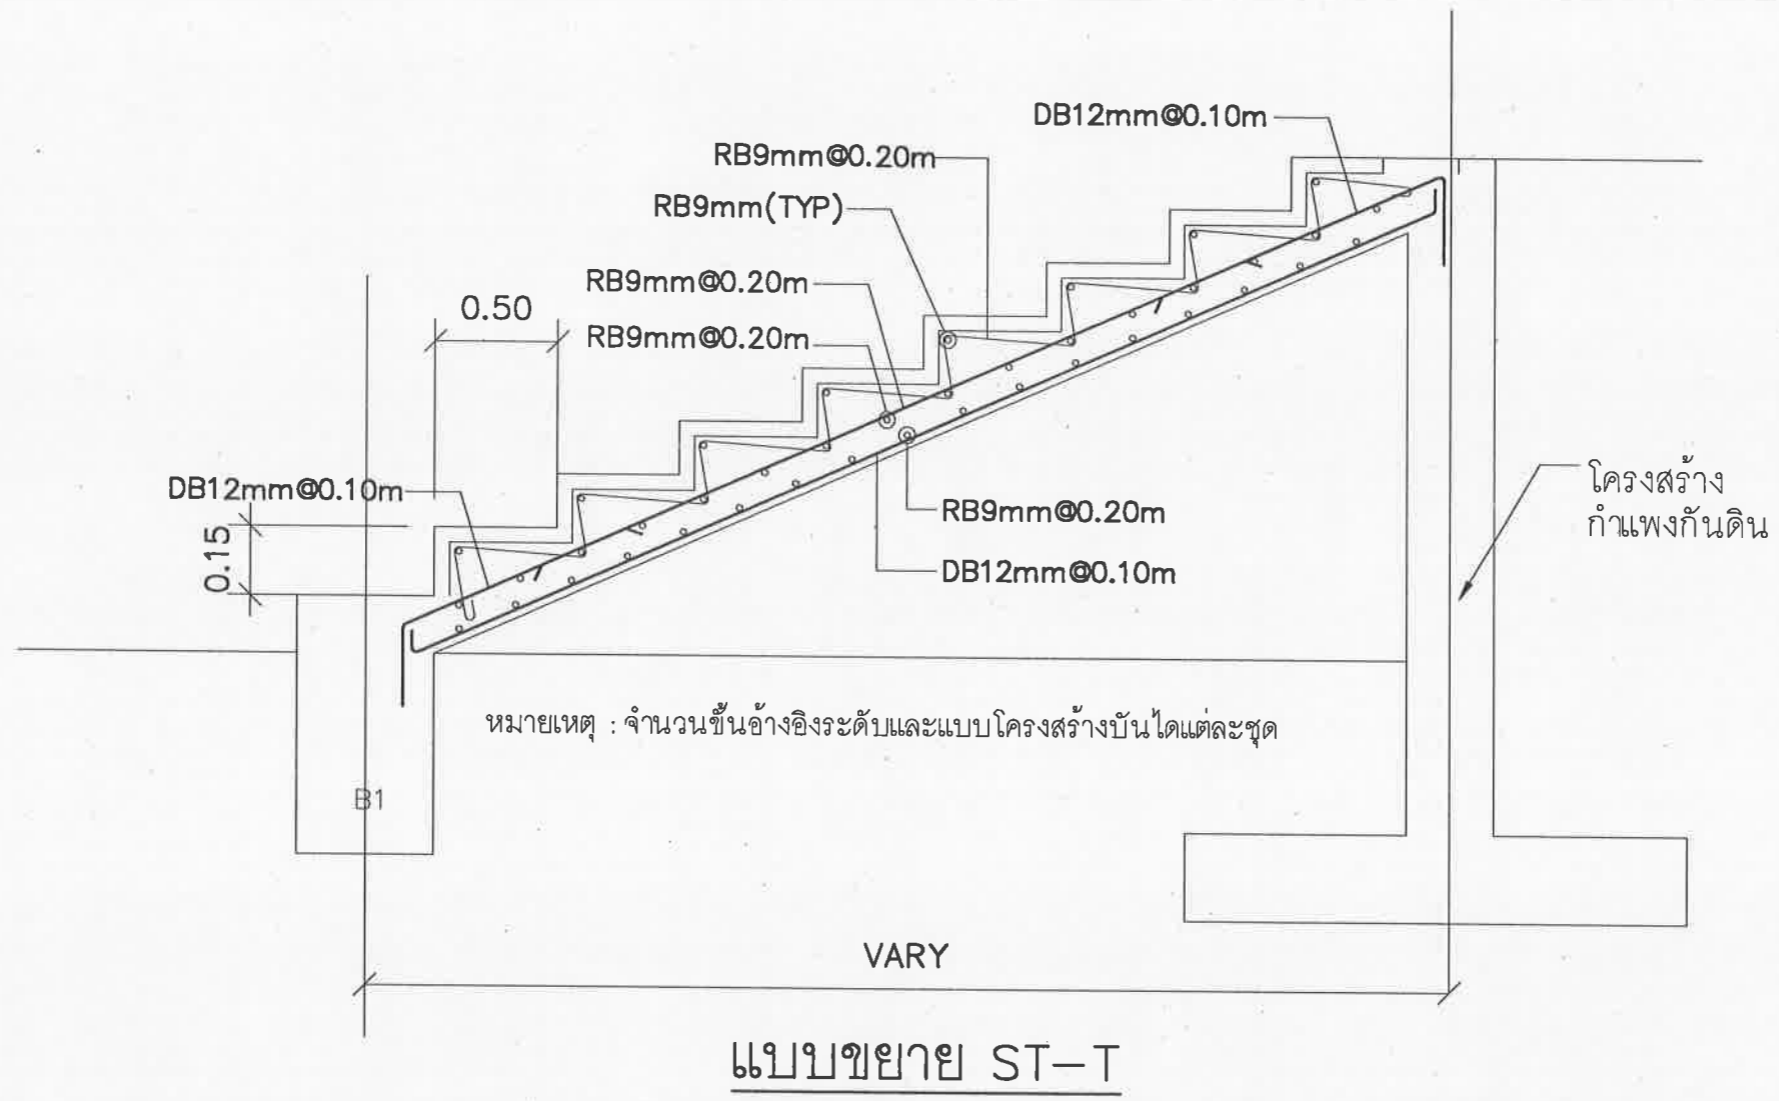 DB12mm@0.10m
RB9mm@0.20m
RB9mm(TYP)
RB9mm@0.20m
0.50
RB9mm@0.20m
DB12mm@0.10m
0.15
RB9mm@0.20m
DB12mm@0.10m
โครงสร้าง
กำแพงกันดิน
หมายเหตุ : จำนวนขั้นอ้างอิงระดับและแบบโครงสร้างบันไดแต่ละชุด
B1
VARY
แบบขยาย ST-T